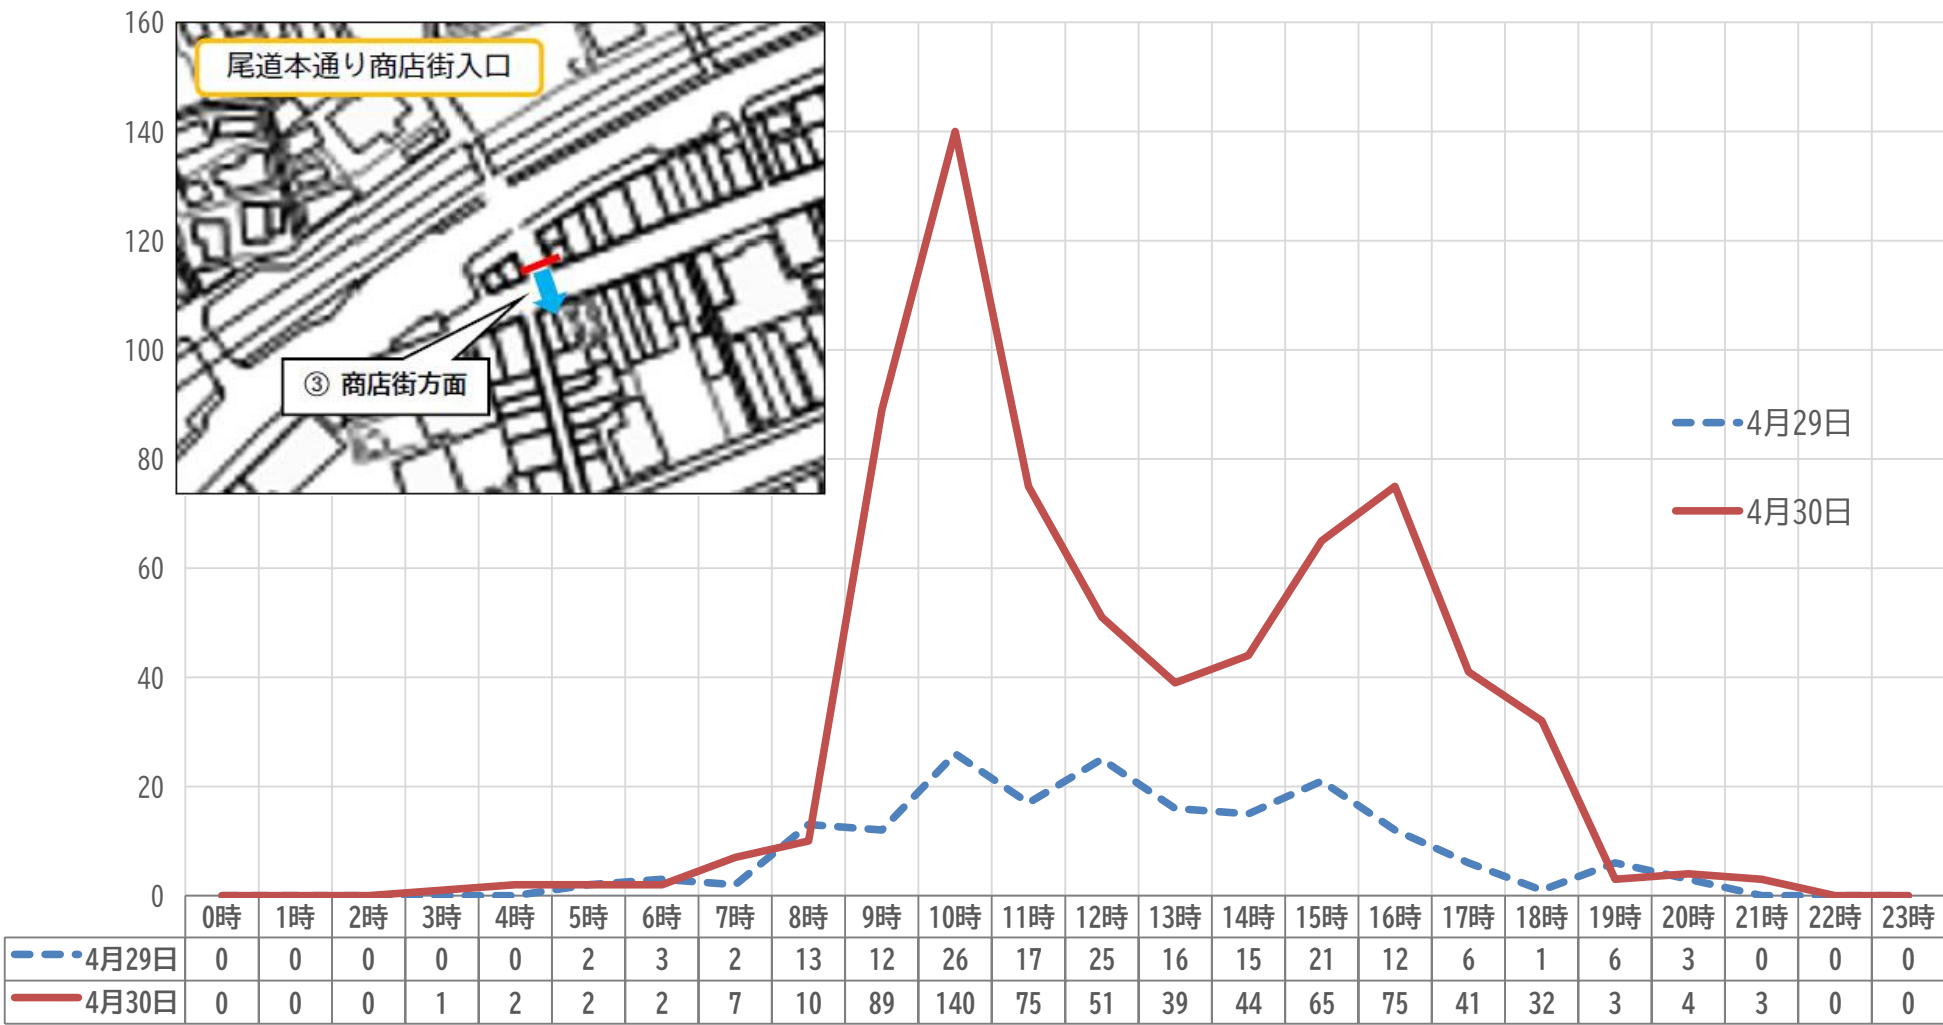 160
140
120
100
80
60
40
20
0
尾道本通り商店街入口
③ 商店街方面
4月29日
4月30日
0時 1時 2時 3時 4時 5時 6時 7時 8時 9時 10時 11時 12時 13時 14時 15時 16時 17時 18時 19時 20時 21時 22時 23時
4月29日 0 0 0 0 0 2 3 2 13 12 26 17 25 16 15 21 12 6 1 6 3 0 0 0
4月30日 0 0 0 1 2 2 2 7 10 89 140 75 51 39 44 65 75 41 32 3 4 3 0 0